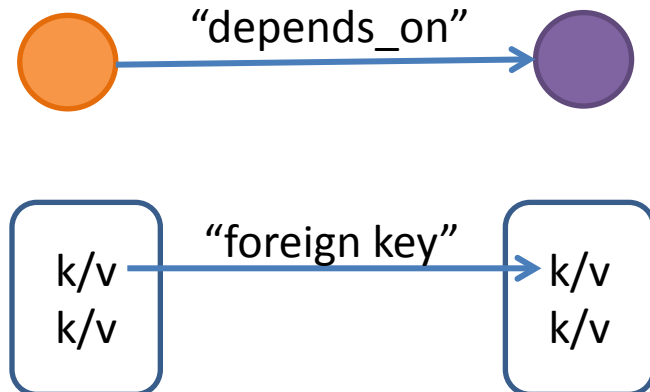 “depends_on”
“foreign key”
k/v k/v
k/v k/v